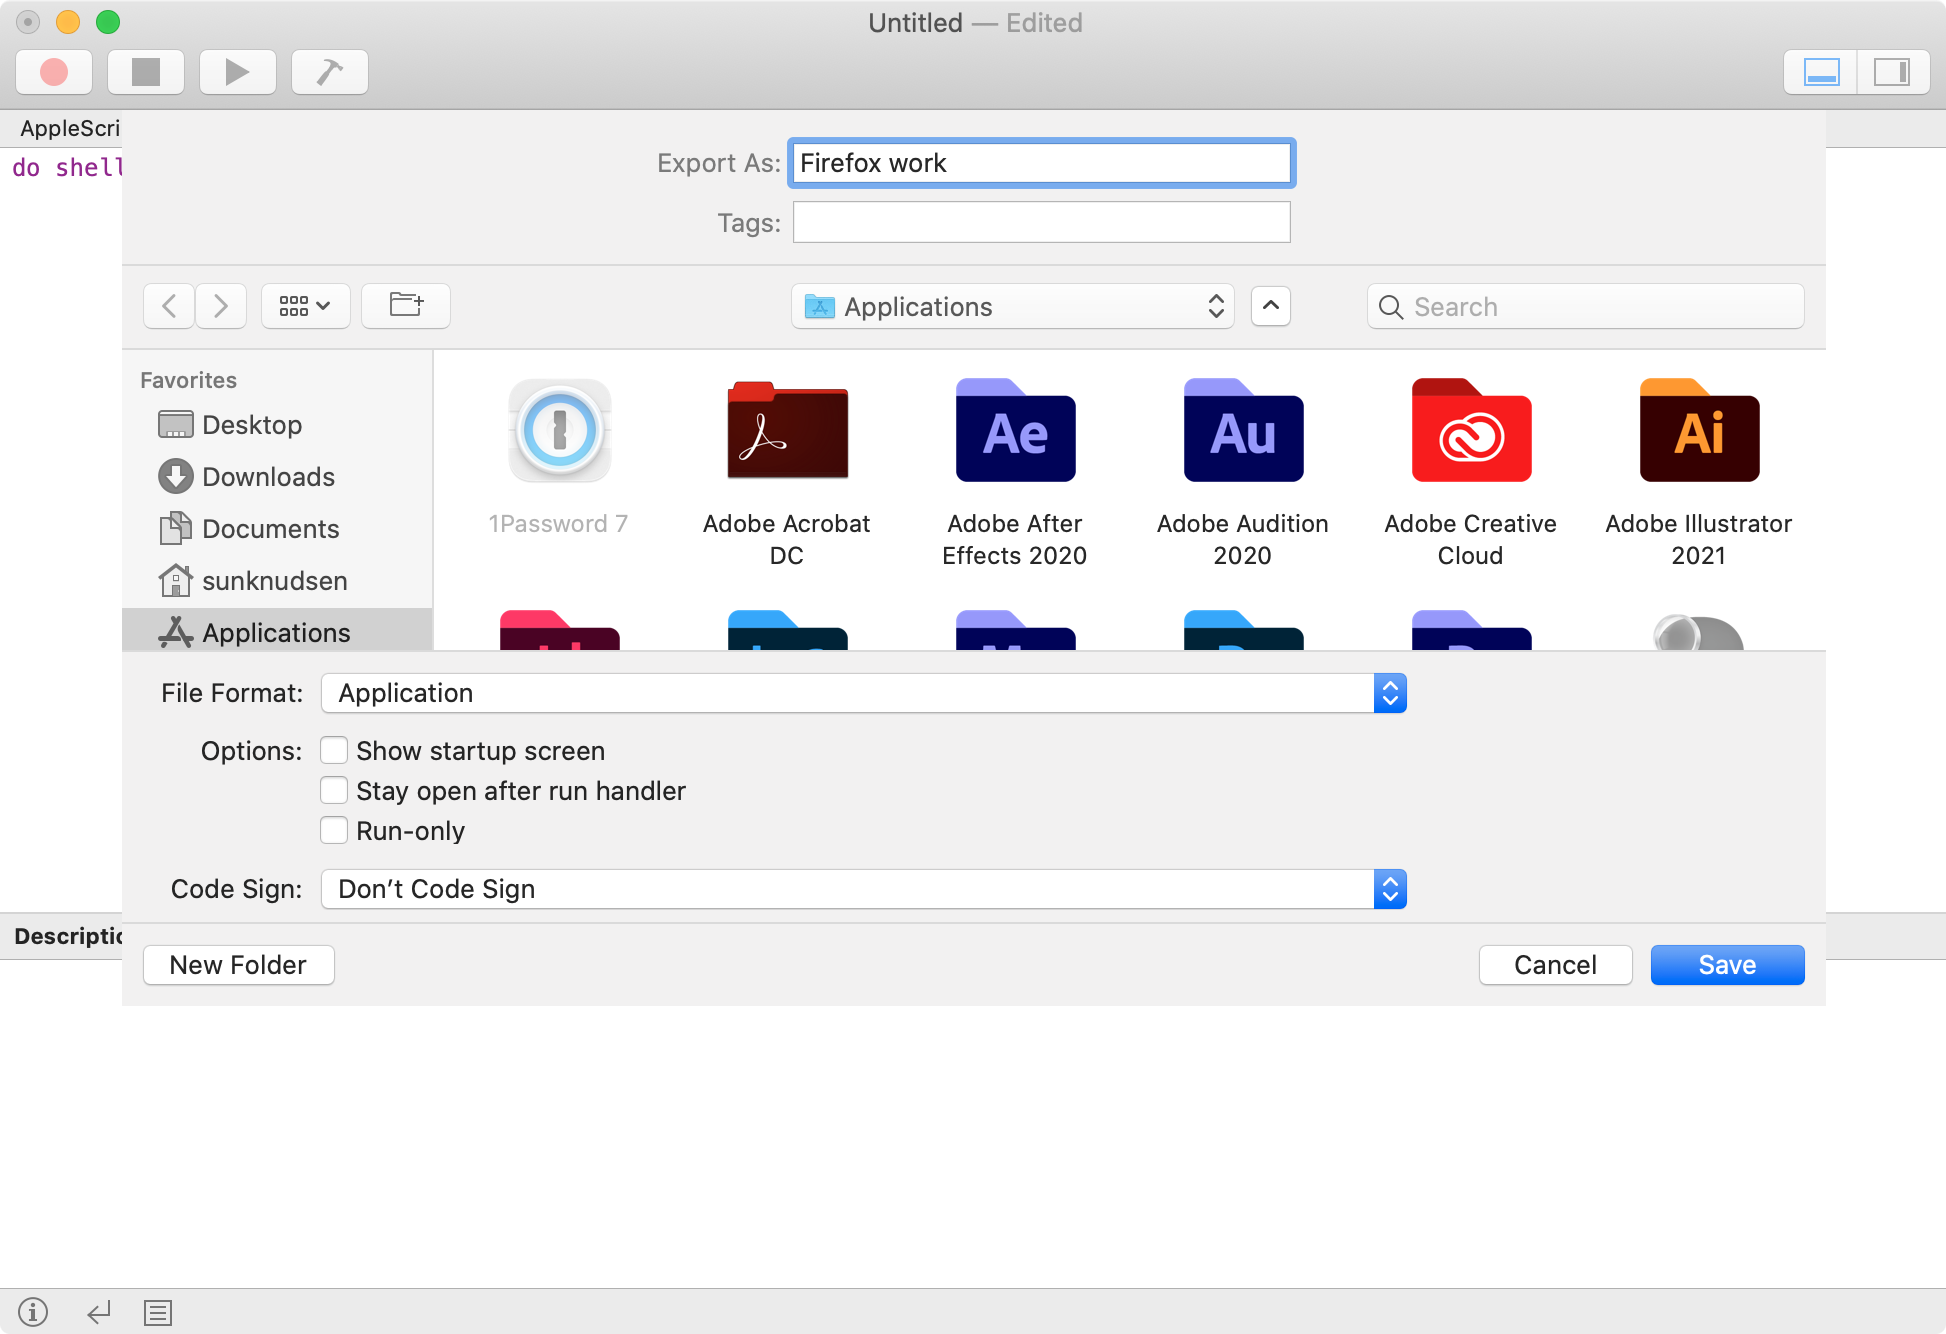 Untitled — Edited
AppleScri
do shell
Export As: Firefox work
Tags:
Applications
Search
Favorites
Desktop
Downloads
Documents
sunknudsen
Applications
Ae
Au
Ai
1Password 7
Adobe Acrobat
DC
Adobe After
Effects 2020
Adobe Audition
2020
Adobe Creative
Cloud
Adobe Illustrator
2021
File Format: Application
Options: Show startup screen
Stay open after run handler
Run-only
Code Sign: Don’t Code Sign
Descriptio
New Folder
Cancel
Save